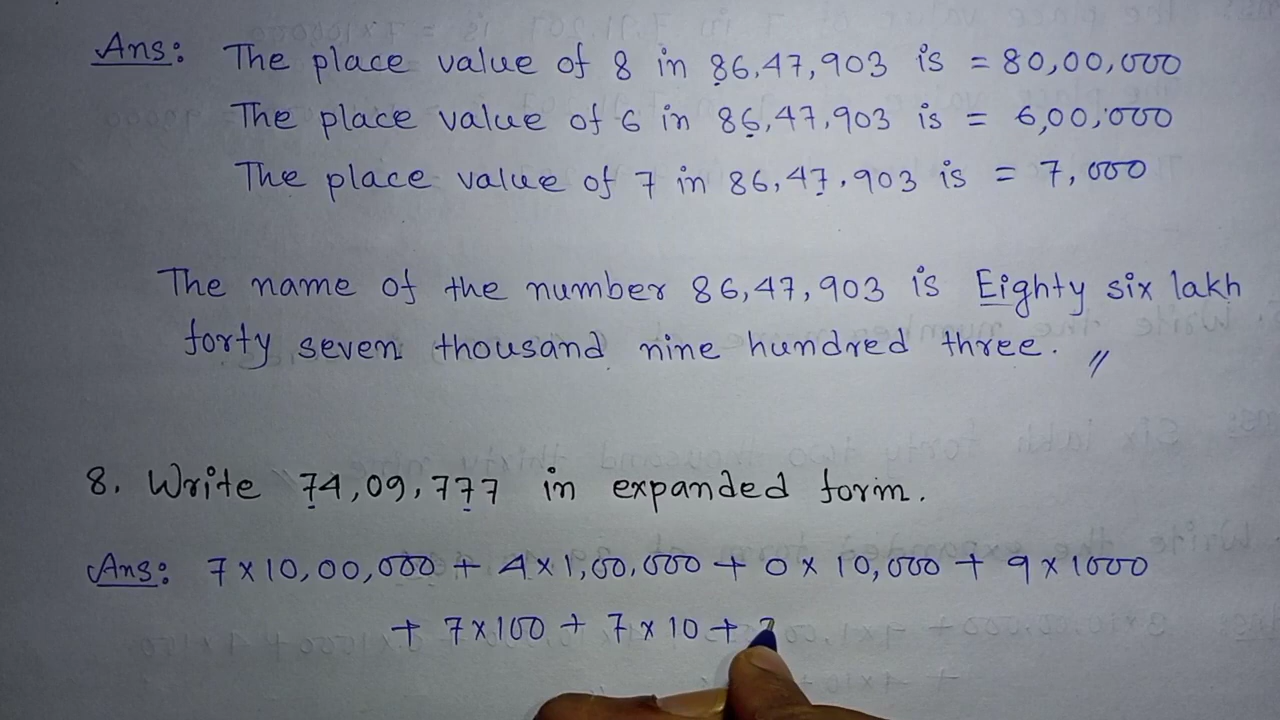 Ans: The place value of 8 in 86,47,903 is = 80,00,000
The place value of 6 in 86,47,903 is = 6,00,000
The place value of 7 in 86,47,903 is = 7,000
The name of the number 86,47,903 is Eighty six lakh
forty seven thousand nine hundred three. //
8. Write 74,09,777 in expanded form.
Ans: 7×10,00,000 + 4×1,00,000 + 0×10,000 + 9×1000
+ 7×100 + 7×10 +